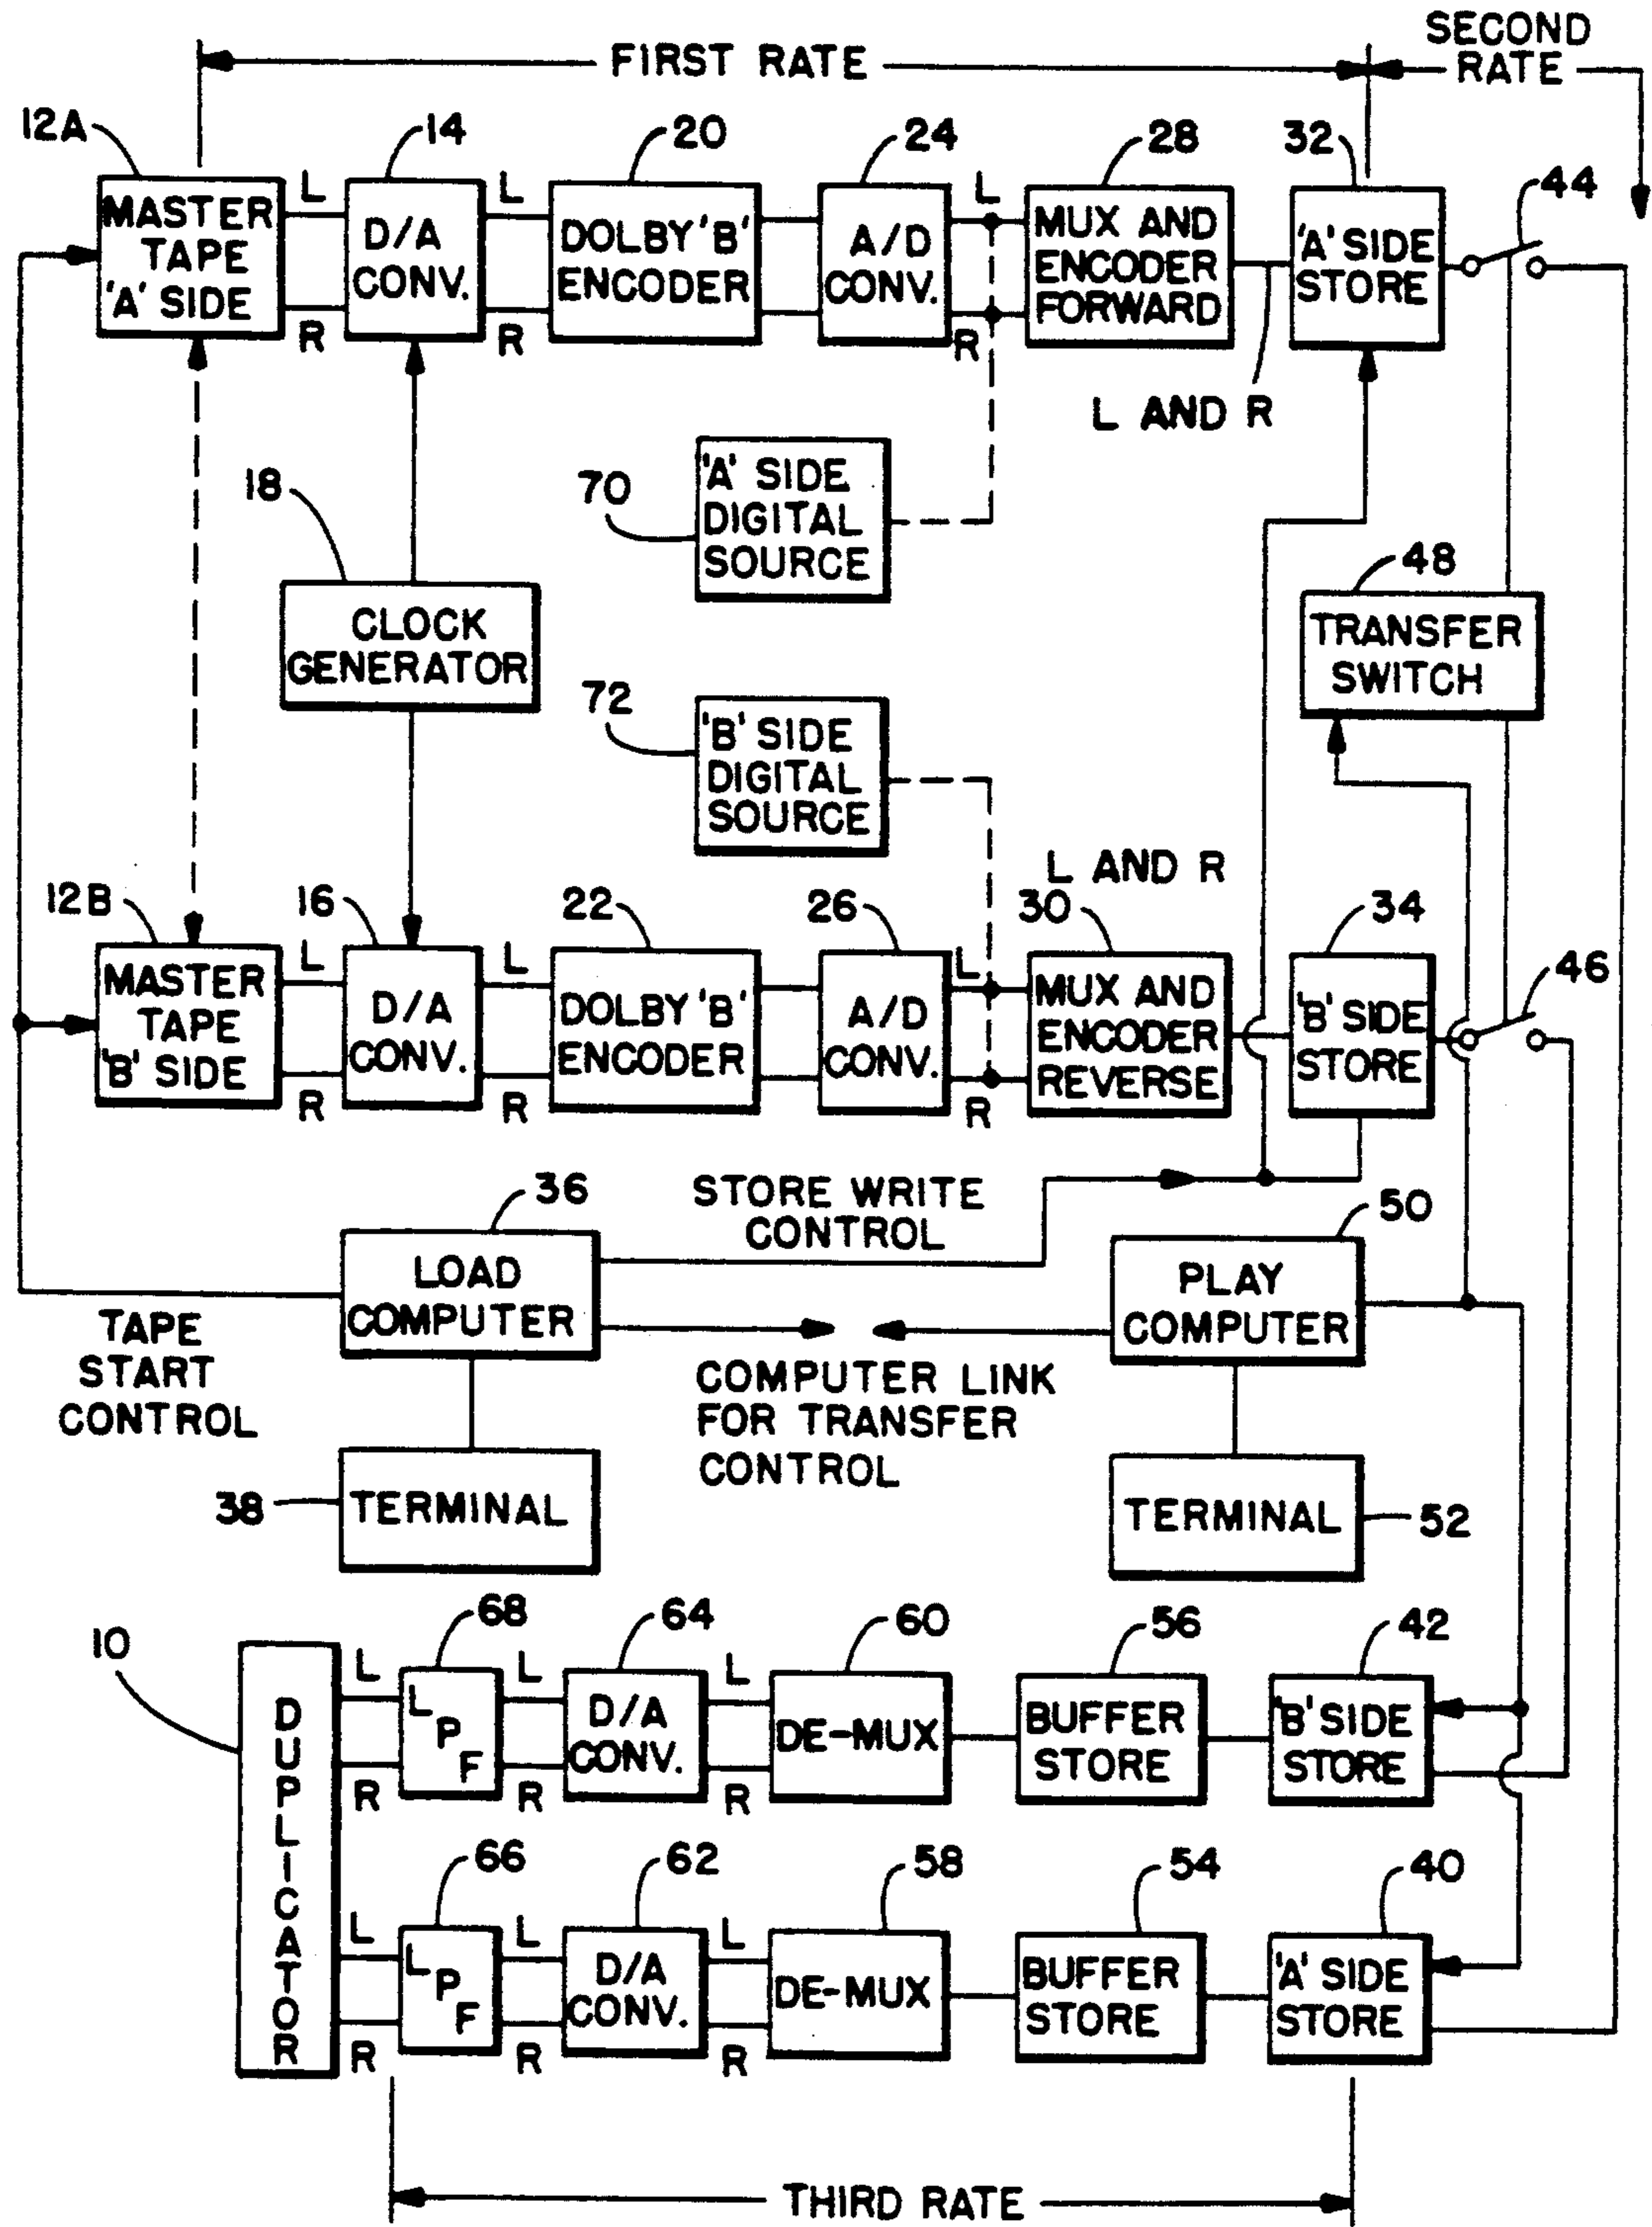 FIRST RATE
SECOND
RATE
12A
14
20
24
28
32
44
L
L
L
MASTER
TAPE
'A' SIDE
D/A
CONV.
DOLBY 'B'
ENCODER
A/D
CONV.
MUX AND
ENCODER
FORWARD
'A' SIDE
STORE
R
R
R
L AND R
18
70
'A' SIDE
DIGITAL
SOURCE
48
CLOCK
GENERATOR
TRANSFER
SWITCH
72
'B' SIDE
DIGITAL
SOURCE
L AND R
12B
16
22
26
30
34
46
L
L
L
MASTER
TAPE
'B' SIDE
D/A
CONV.
DOLBY 'B'
ENCODER
A/D
CONV.
MUX AND
ENCODER
REVERSE
'B' SIDE
STORE
R
R
R
36
STORE WRITE
CONTROL
50
LOAD
COMPUTER
PLAY
COMPUTER
TAPE
START
CONTROL
COMPUTER LINK
FOR TRANSFER
CONTROL
38
TERMINAL
TERMINAL
52
10
68
64
60
56
42
L
L
L
DUPLICATOR
LPF
D/A
CONV.
DE-MUX
BUFFER
STORE
'B' SIDE
STORE
R
R
R
66
62
58
54
40
L
L
L
LPF
D/A
CONV.
DE-MUX
BUFFER
STORE
'A' SIDE
STORE
R
R
R
THIRD RATE